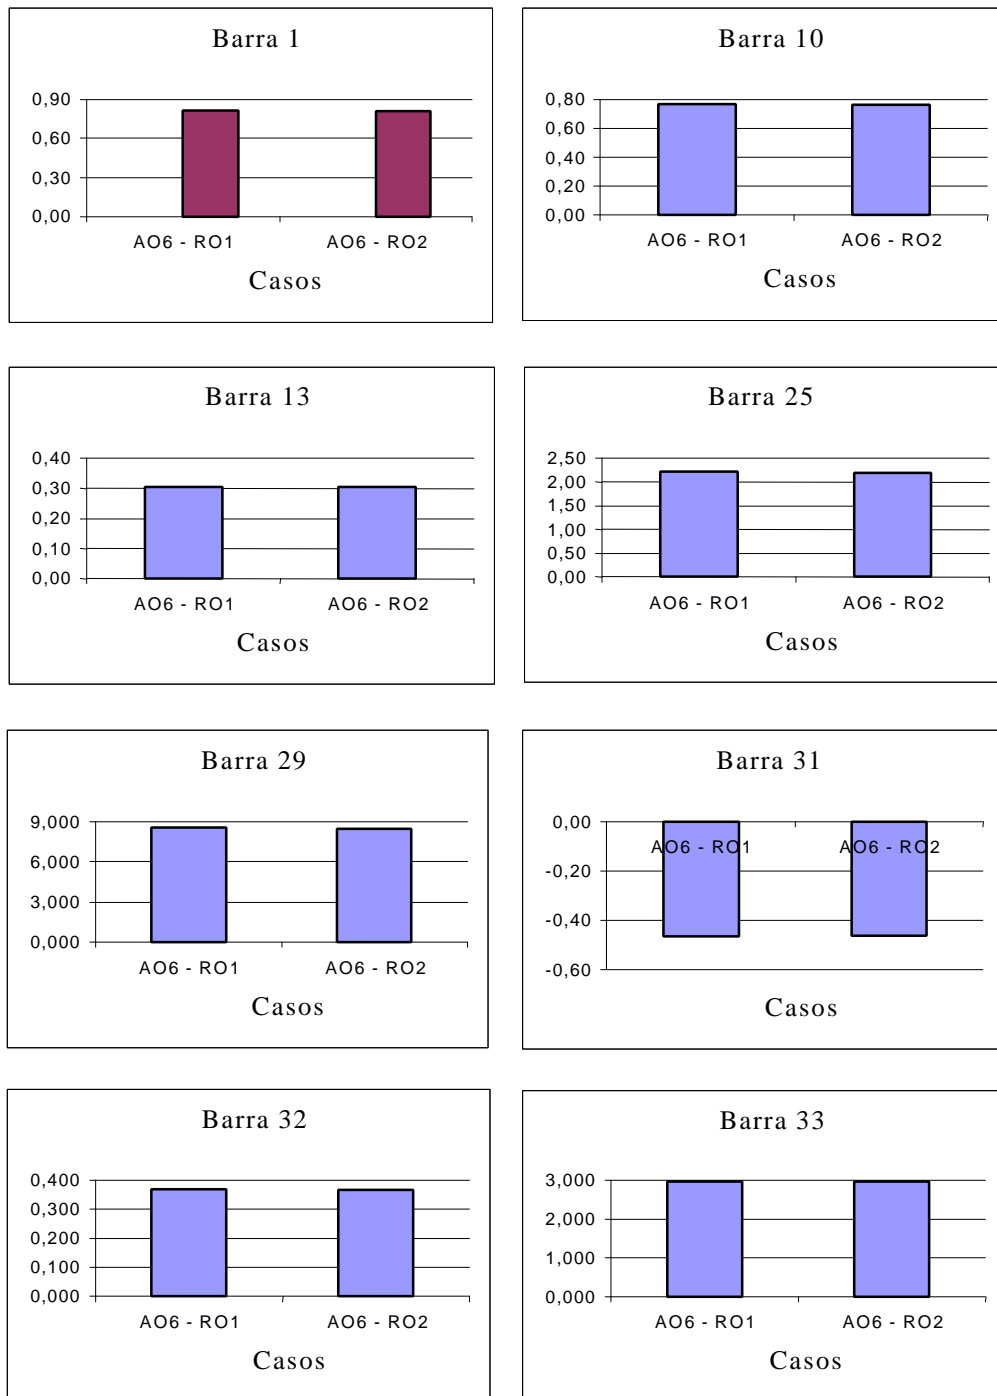 Barra 1
0,90
0,60
0,30
0,00
AO6 - RO1 AO6 - RO2
Casos
Barra 10
0,80
0,60
0,40
0,20
0,00
AO6 - RO1 AO6 - RO2
Casos
Barra 13
0,40
0,30
0,20
0,10
0,00
AO6 - RO1 AO6 - RO2
Casos
Barra 25
2,50
2,00
1,50
1,00
0,50
0,00
AO6 - RO1 AO6 - RO2
Casos
Barra 29
9,000
6,000
3,000
0,000
AO6 - RO1 AO6 - RO2
Casos
Barra 31
0,00
AO6 - RO1 AO6 - RO2
-0,20
-0,40
-0,60
Casos
Barra 32
0,400
0,300
0,200
0,100
0,000
AO6 - RO1 AO6 - RO2
Casos
Barra 33
3,000
2,000
1,000
0,000
AO6 - RO1 AO6 - RO2
Casos